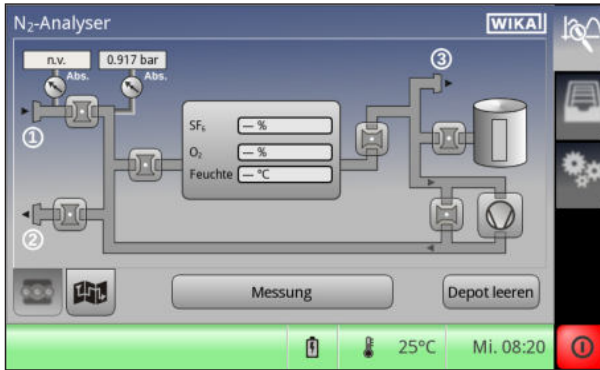 N₂-Analyser
WIKAI
n.v.
0.917 bar
Abs.
Abs.
③
①
SF₆
— %
O₂
— %
Feuchte
— °C
②
Messung
Depot leeren
25°C
Mi. 08:20